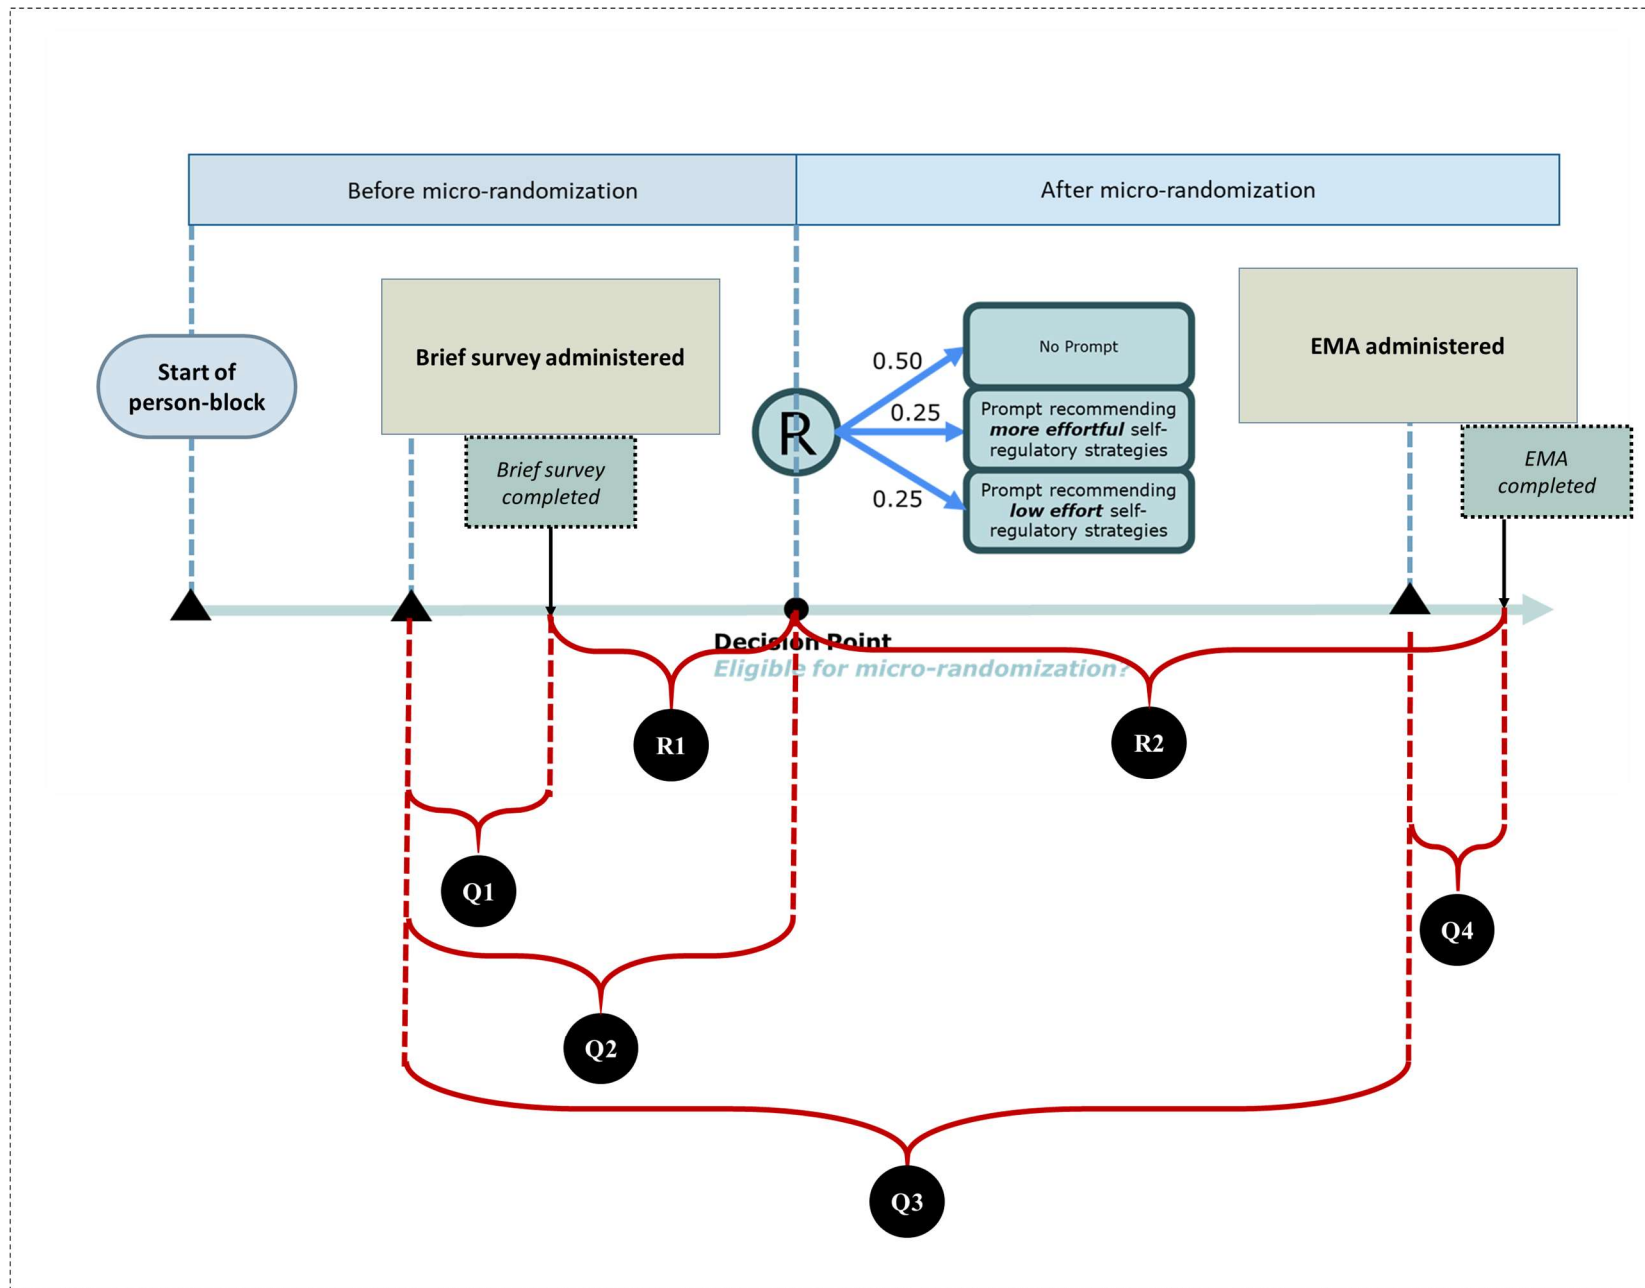 Before micro-randomization
After micro-randomization
Start of
person-block
Brief survey administered
Brief survey
completed
R
0.50
0.25
0.25
No Prompt
Prompt recommending
more effortful self-
regulatory strategies
Prompt recommending
low effort self-
regulatory strategies
EMA administered
EMA
completed
Decision Point
Eligible for micro-randomization?
R1
R2
Q1
Q4
Q2
Q3